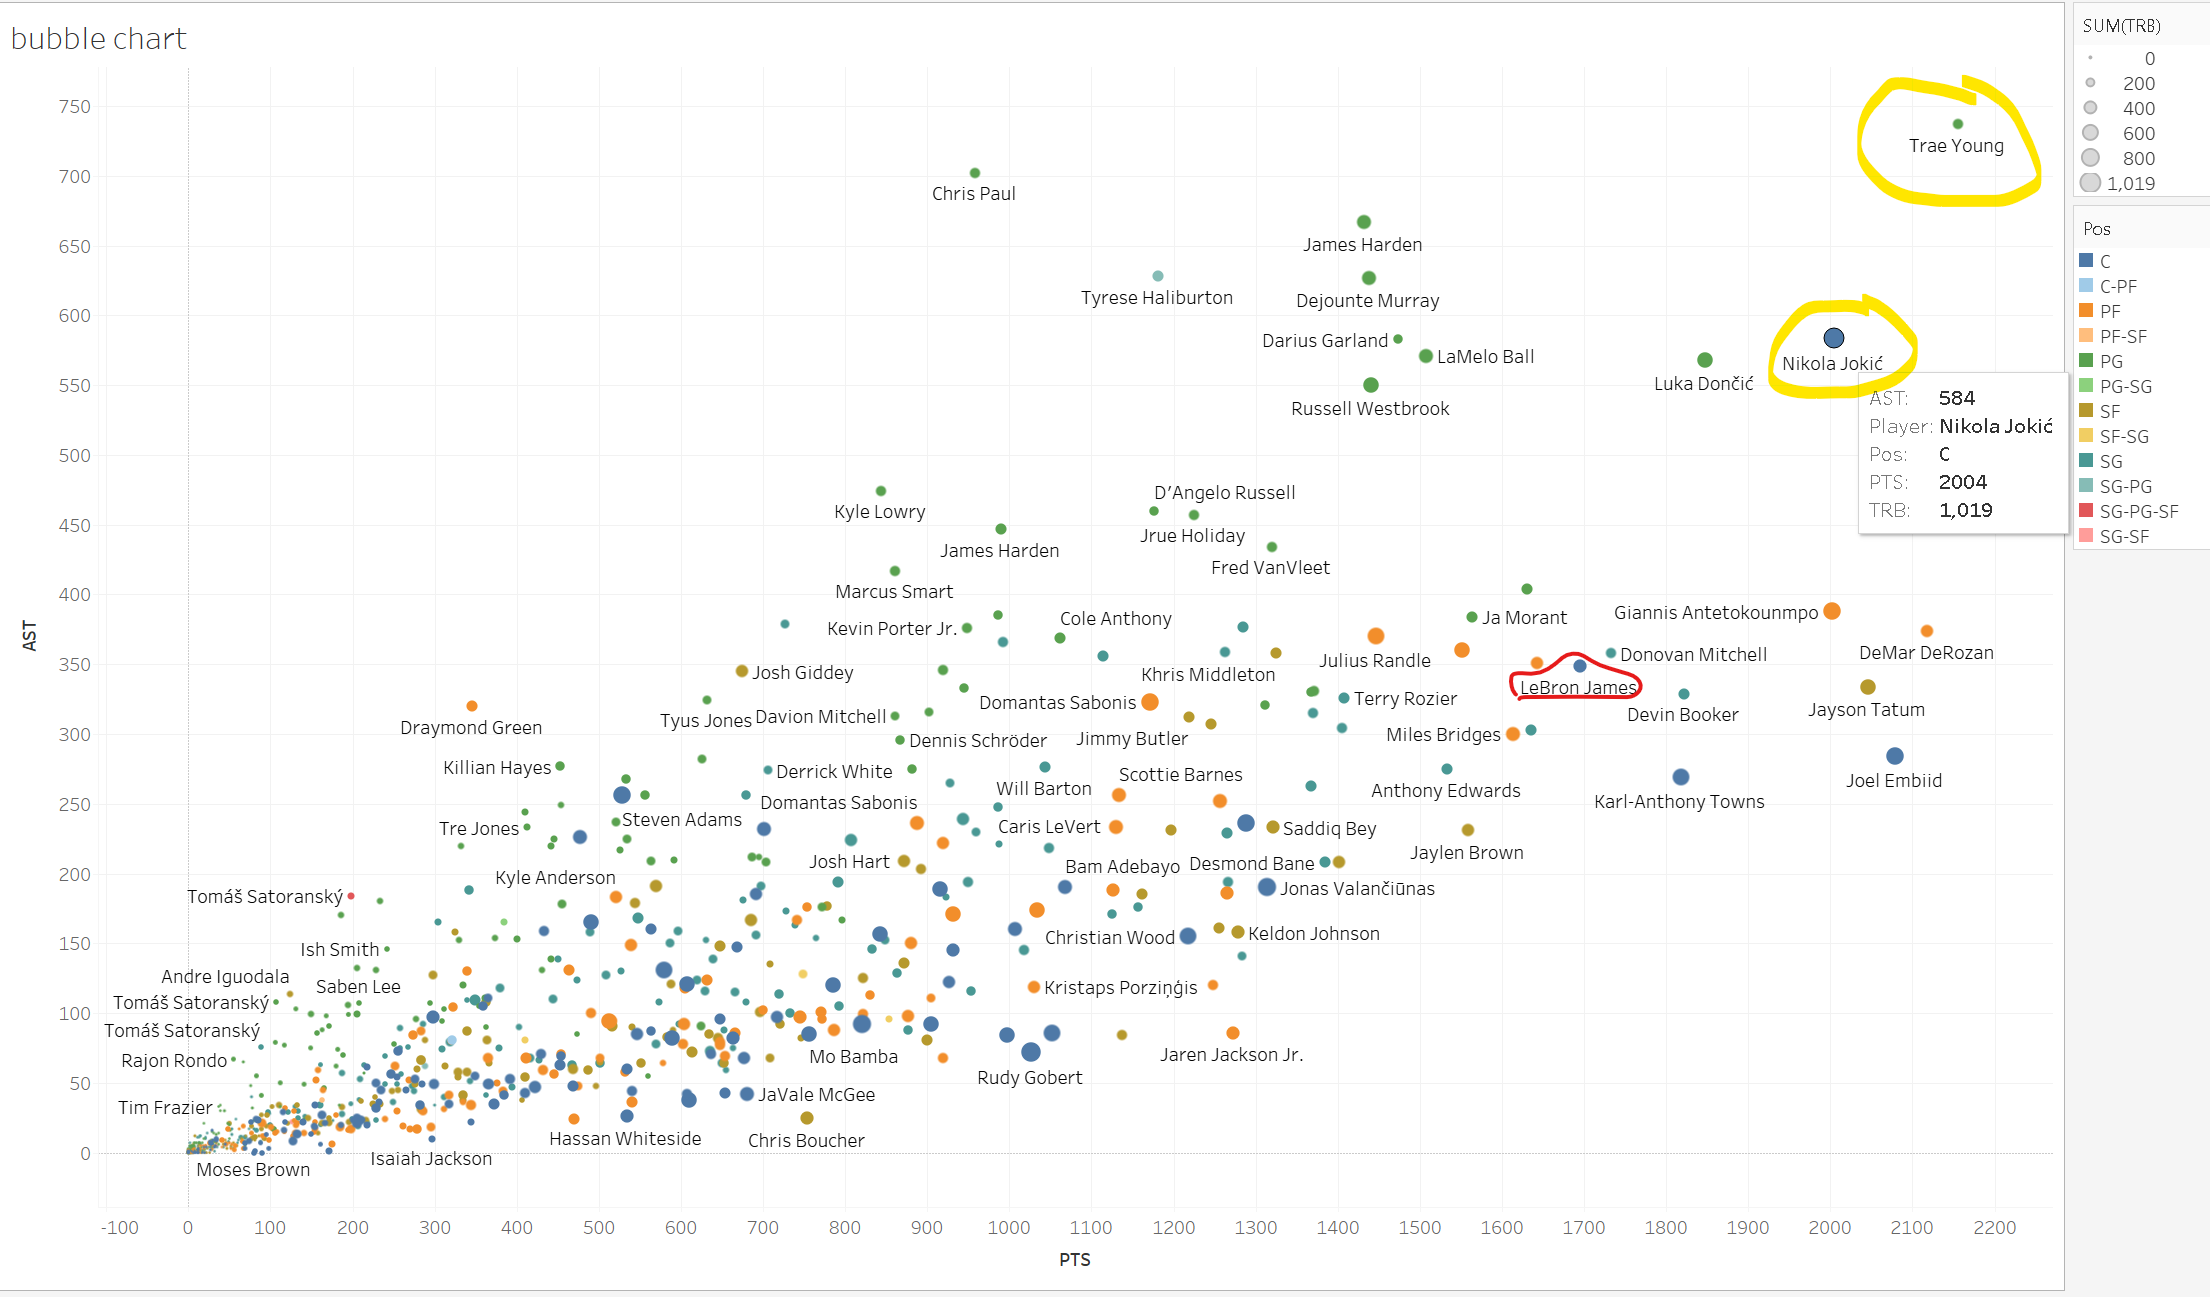 bubble chart
750
700
650
600
550
500
450
400
350
300
250
200
150
100
50
0
AST
Trae Young
Chris Paul
James Harden
Tyrese Haliburton
Dejounte Murray
Darius Garland
LaMelo Ball
Nikola Jokić
Luka Dončić
Russell Westbrook
AST: 584
Player: Nikola Jokić
Pos: C
PTS: 2004
TRB: 1,019
D’Angelo Russell
Kyle Lowry
Jrue Holiday
James Harden
Fred VanVleet
Marcus Smart
Giannis Antetokounmpo
Cole Anthony
Ja Morant
Kevin Porter Jr.
DeMar DeRozan
Donovan Mitchell
Julius Randle
Josh Giddey
Khris Middleton
LeBron James
Terry Rozier
Domantas Sabonis
Jayson Tatum
Devin Booker
Davion Mitchell
Tyus Jones
Draymond Green
Miles Bridges
Jimmy Butler
Dennis Schröder
Killian Hayes
Derrick White
Scottie Barnes
Joel Embiid
Will Barton
Anthony Edwards
Karl-Anthony Towns
Domantas Sabonis
Steven Adams
Tre Jones
Caris LeVert
Saddiq Bey
Jaylen Brown
Josh Hart
Desmond Bane
Bam Adebayo
Kyle Anderson
Jonas Valančiūnas
Tomáš Satoranský
Keldon Johnson
Christian Wood
Ish Smith
Andre Iguodala
Saben Lee
Kristaps Porziņģis
Tomáš Satoranský
Tomáš Satoranský
Jaren Jackson Jr.
Mo Bamba
Rajon Rondo
Rudy Gobert
JaVale McGee
Tim Frazier
Hassan Whiteside
Chris Boucher
Isaiah Jackson
Moses Brown
-100 0 100 200 300 400 500 600 700 800 900 1000 1100 1200 1300 1400 1500 1600 1700 1800 1900 2000 2100 2200
PTS
SUM(TRB)
0
200
400
600
800
1,019
Pos
C
C-PF
PF
PF-SF
PG
PG-SG
SF
SF-SG
SG
SG-PG
SG-PG-SF
SG-SF